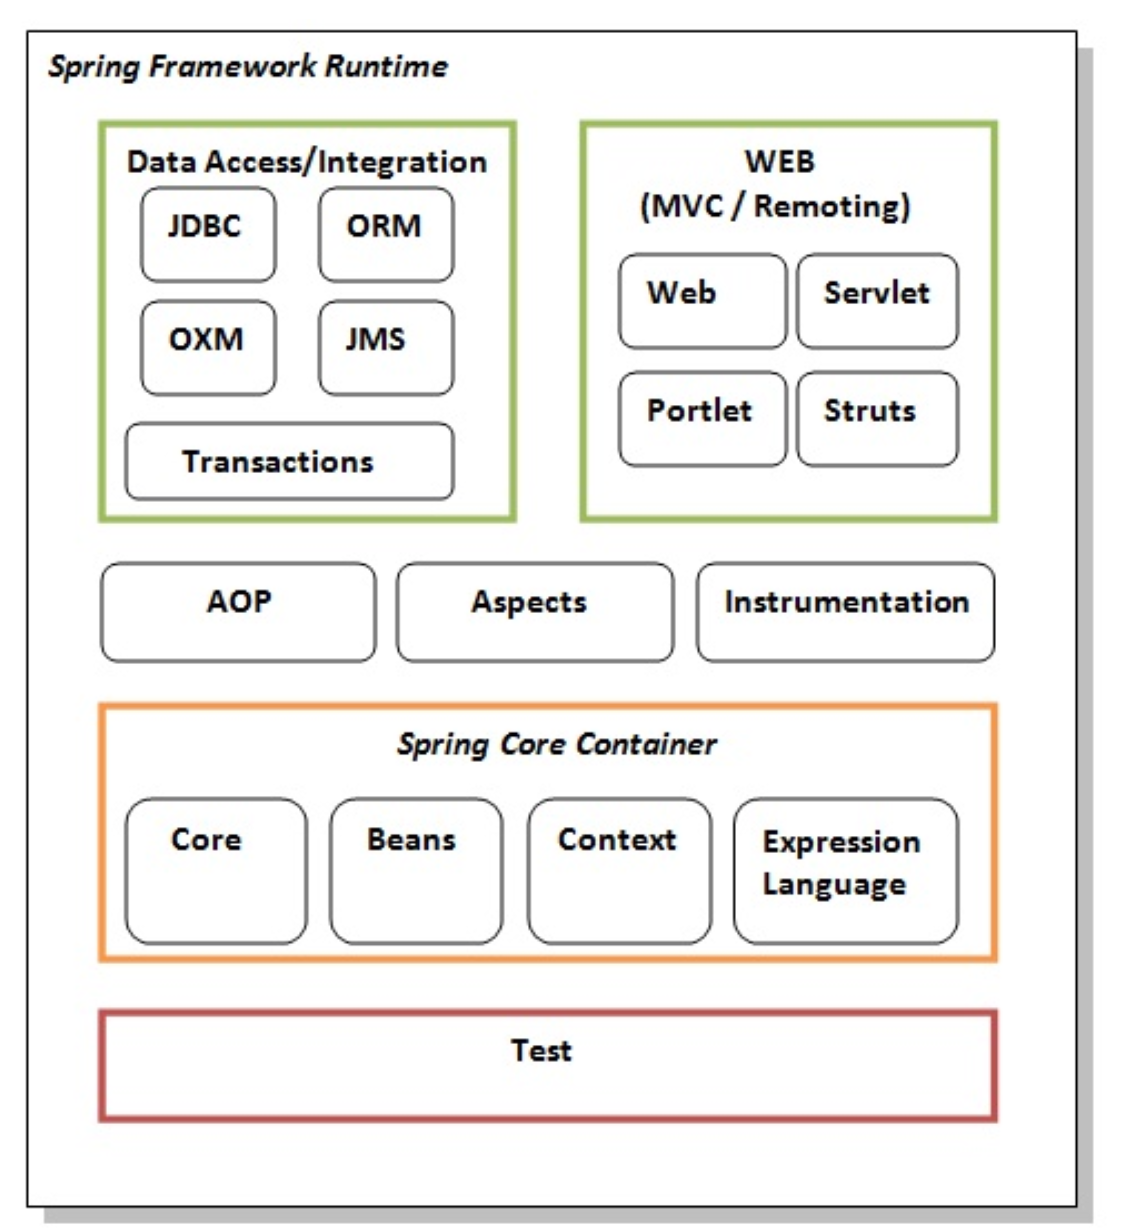 Spring Framework Runtime
Data Access/Integration
JDBC
ORM
OXM
JMS
Transactions
WEB
(MVC / Remoting)
Web
Servlet
Portlet
Struts
AOP
Aspects
Instrumentation
Spring Core Container
Core
Beans
Context
Expression
Language
Test